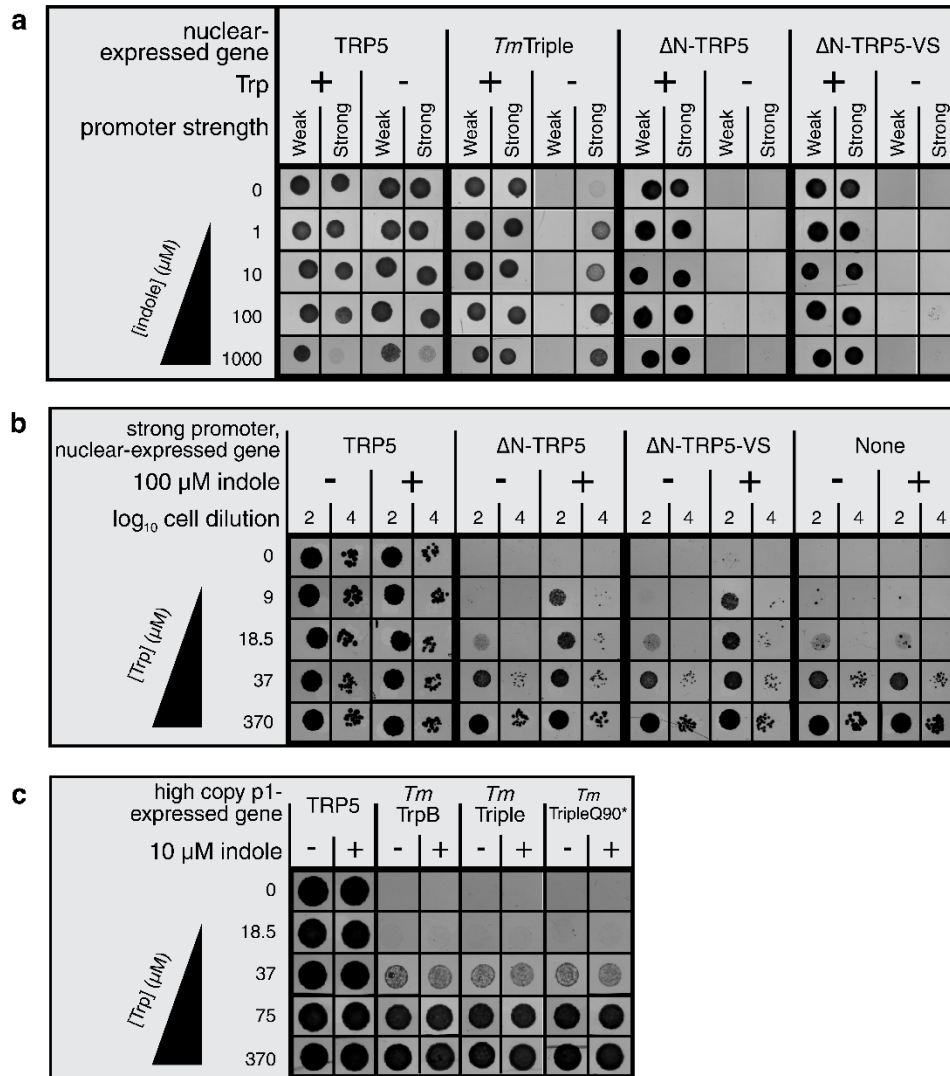 a
nuclear-
expressed gene
TRP5 TmTriple ΔN-TRP5 ΔN-TRP5-VS
Trp
+ - + - + - + -
promoter strength
Weak Strong Weak Strong Weak Strong Weak Strong Weak Strong Weak Strong Weak Strong Weak Strong
[indole] (µM)
0
1
10
100
1000
b
strong promoter,
nuclear-expressed gene
TRP5 ΔN-TRP5 ΔN-TRP5-VS None
100 µM indole
- + - + - + - +
log10 cell dilution
2 4 2 4 2 4 2 4 2 4 2 4 2 4 2 4
[Trp] (µM)
0
9
18.5
37
370
c
high copy p1-
expressed gene
TRP5
Tm
TrpB
Tm
Triple
Tm
TripleQ90*
10 µM indole
- + - + - + - +
[Trp] (µM)
0
18.5
37
75
370